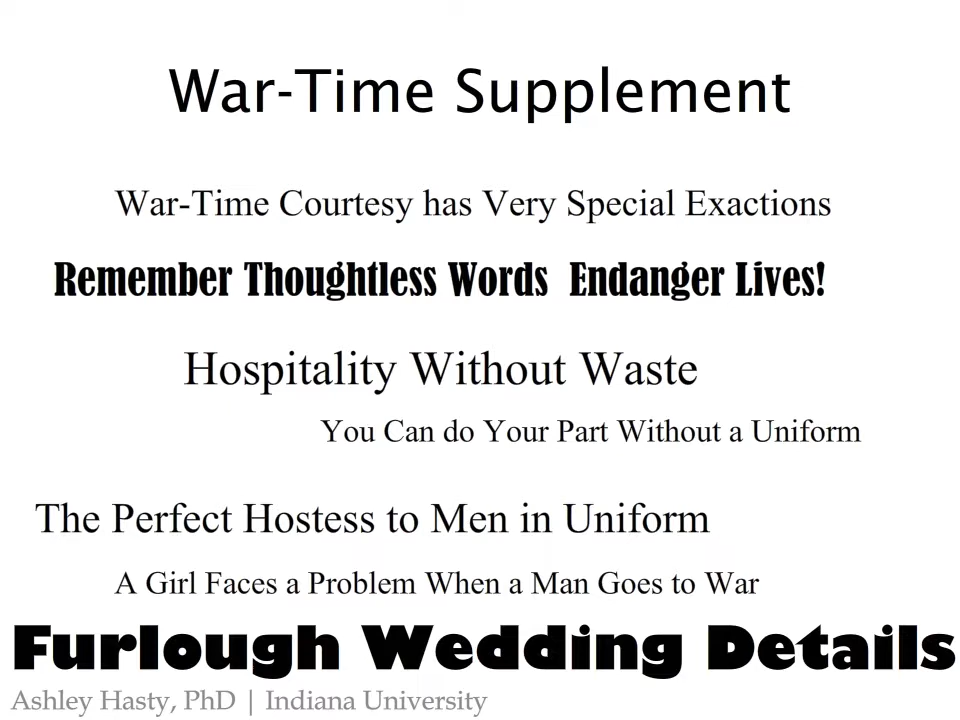 War-Time Supplement
War-Time Courtesy has Very Special Exactions
Remember Thoughtless Words Endanger Lives!
Hospitality Without Waste
You Can do Your Part Without a Uniform
The Perfect Hostess to Men in Uniform
A Girl Faces a Problem When a Man Goes to War
Furlough Wedding Details
Ashley Hasty, PhD | Indiana University